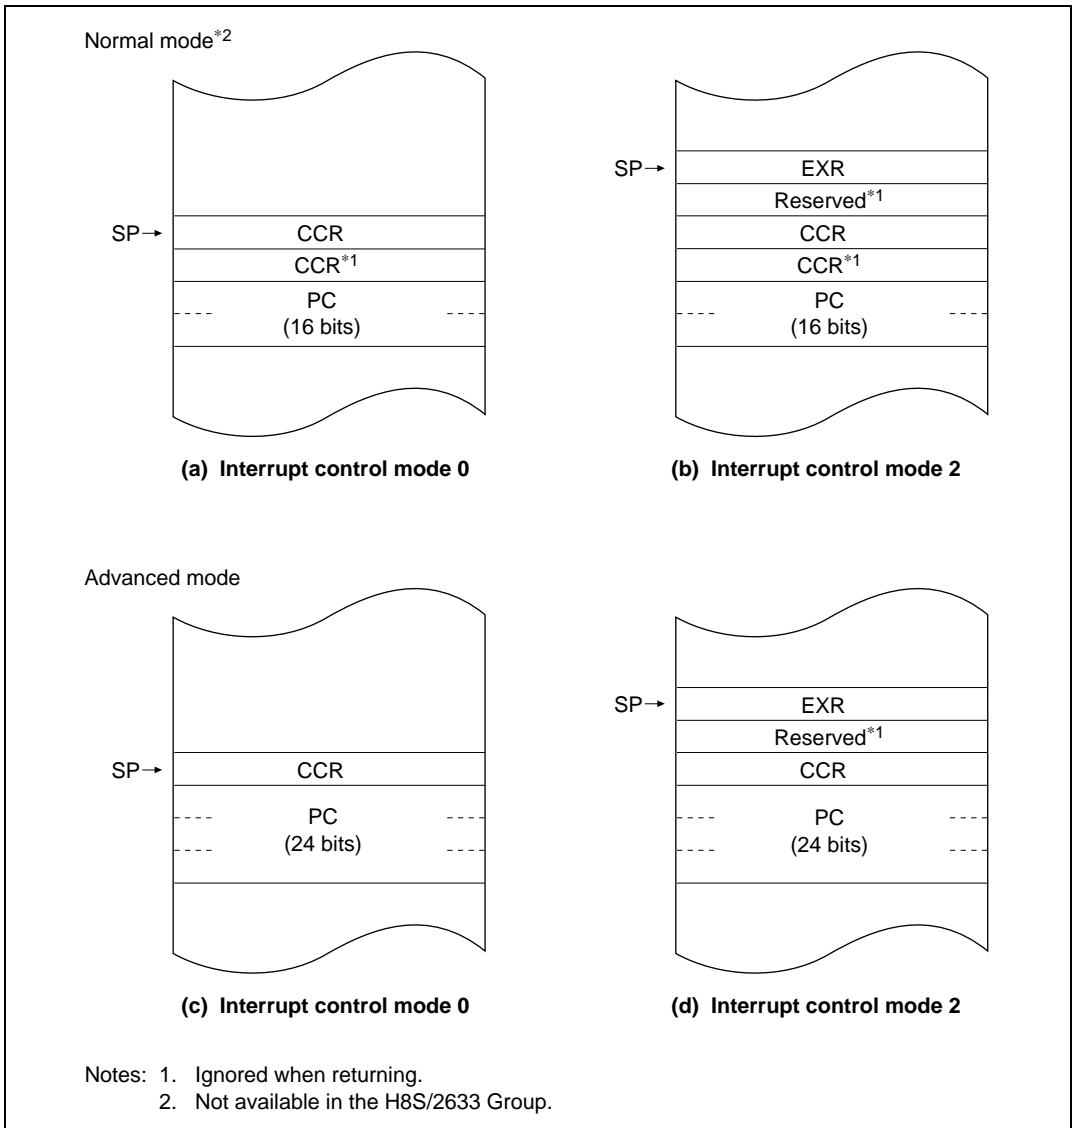 Normal mode*2
SP→
CCR
CCR*1
PC
(16 bits)
(a) Interrupt control mode 0
SP→
EXR
Reserved*1
CCR
CCR*1
PC
(16 bits)
(b) Interrupt control mode 2
Advanced mode
SP→
CCR
PC
(24 bits)
(c) Interrupt control mode 0
SP→
EXR
Reserved*1
CCR
PC
(24 bits)
(d) Interrupt control mode 2
Notes: 1. Ignored when returning.
2. Not available in the H8S/2633 Group.